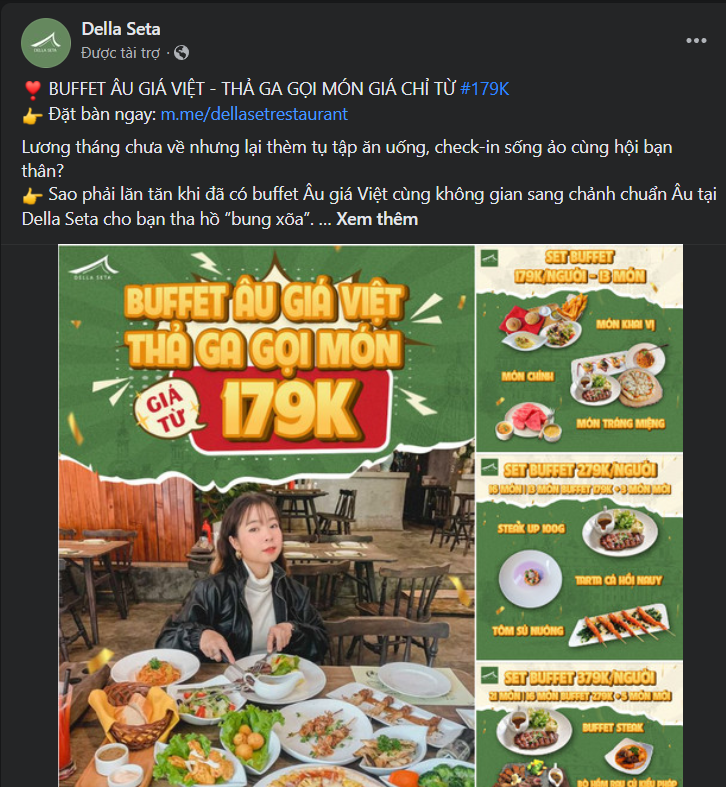 Della Seta
Được tài trợ ·
BUFFET ÂU GIÁ VIỆT - THẢ GA GỌI MÓN GIÁ CHỈ TỪ #179K
Đặt bàn ngay: m.me/dellasetrestaurant
Lương tháng chưa về nhưng lại thèm tụ tập ăn uống, check-in sống ảo cùng hội bạn
thân?
Sao phải lăn tăn khi đã có buffet Âu giá Việt cùng không gian sang chảnh chuẩn Âu tại
Della Seta cho bạn tha hồ “bung xõa”. ... Xem thêm
DELLA SETA
BUFFET ÂU GIÁ VIỆT
THẢ GA GỌI MÓN
GIÁ
TỪ
179K
SET BUFFET
179K/NGƯỜI - 13 MÓN
MÓN KHAI VỊ
MÓN CHÍNH
MÓN TRÁNG MIỆNG
SET BUFFET 279K/NGƯỜI
16 MÓN | 13 MÓN BUFFET 179K + 3 MÓN MỚI
STEAK UP 100G
TARTA CÁ HỒI NAUY
TÔM SÚ NƯỚNG
SET BUFFET 379K/NGƯỜI
21 MÓN | 16 MÓN BUFFET 279K + 5 MÓN MỚI
BUFFET STEAK
BÒ HẦM RAU CỦ KIỂU PHÁP